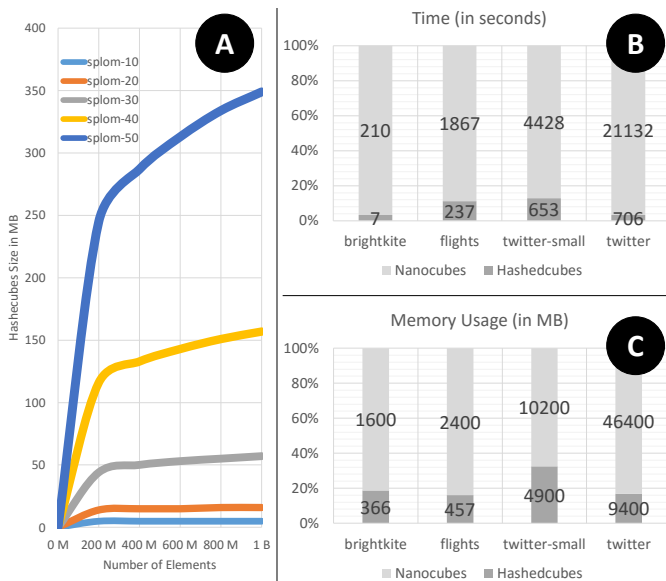 A
400
350
300
250
200
150
100
50
0
Hashecubes Size in MB
splom-10
splom-20
splom-30
splom-40
splom-50
0 M 200 M 400 M 600 M 800 M 1 B
Number of Elements
Time (in seconds)
B
100%
80%
60%
40%
20%
0%
210 1867 4428 21132
7 237 653 706
brightkite flights twitter-small twitter
Nanocubes Hashedcubes
Memory Usage (in MB)
C
100%
80%
60%
40%
20%
0%
1600 2400 10200 46400
366 457 4900 9400
brightkite flights twitter-small twitter
Nanocubes Hashedcubes